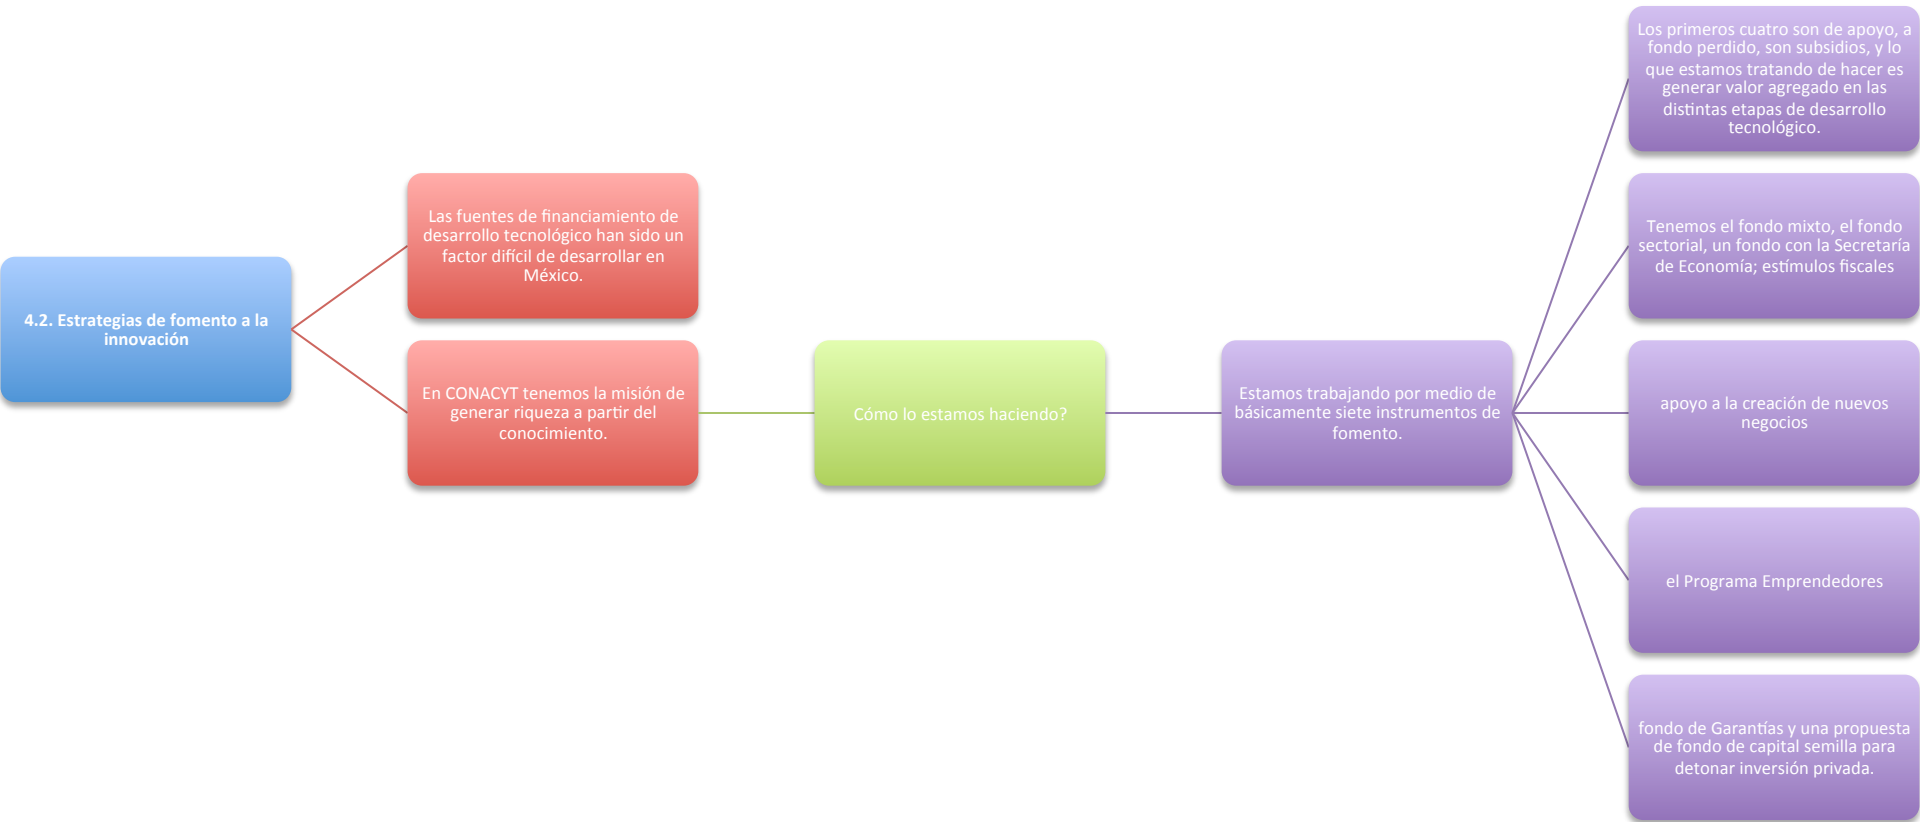 4.2. Estrategias de fomento a la
innovación
Las fuentes de financiamiento de
desarrollo tecnológico han sido un
factor difícil de desarrollar en
México.
En CONACYT tenemos la misión de
generar riqueza a partir del
conocimiento.
Cómo lo estamos haciendo?
Estamos trabajando por medio de
básicamente siete instrumentos de
fomento.
Los primeros cuatro son de apoyo, a
fondo perdido, son subsidios, y lo
que estamos tratando de hacer es
generar valor agregado en las
distintas etapas de desarrollo
tecnológico.
Tenemos el fondo mixto, el fondo
sectorial, un fondo con la Secretaría
de Economía; estímulos fiscales
apoyo a la creación de nuevos
negocios
el Programa Emprendedores
fondo de Garantías y una propuesta
de fondo de capital semilla para
detonar inversión privada.